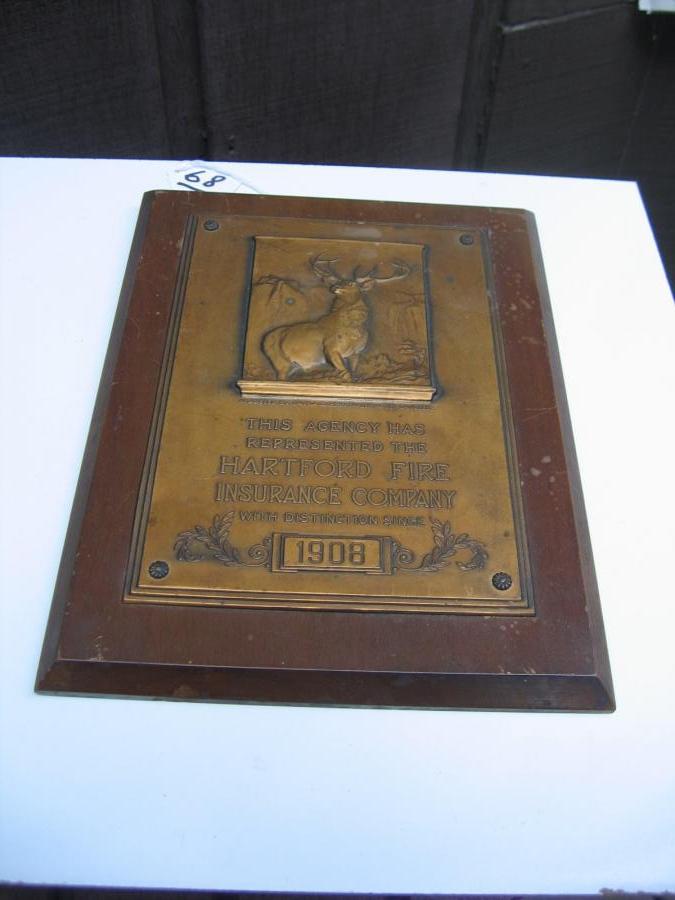 68
THIS AGENCY HAS
REPRESENTED THE
HARTFORD FIRE
INSURANCE COMPANY
WITH DISTINCTION SINCE
1908